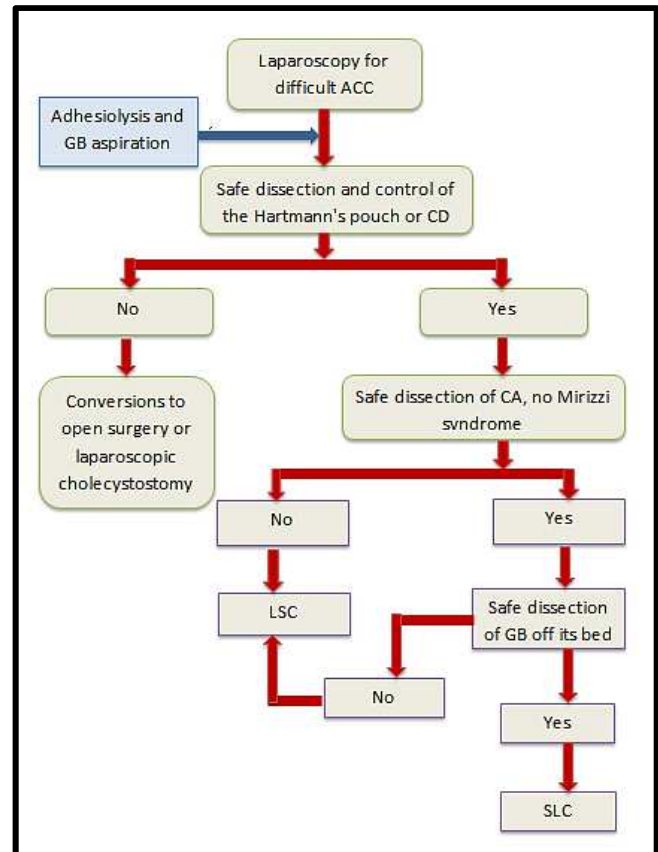 Laparoscopy for
difficult ACC
Adhesiolysis and
GB aspiration
Safe dissection and control of
the Hartmann's pouch or CD
No
Yes
Conversions to
open surgery or
laparoscopic
cholecystostomy
Safe dissection of CA, no Mirizzi
svndrome
No
Yes
LSC
Safe dissection
of GB off its bed
No
Yes
SLC